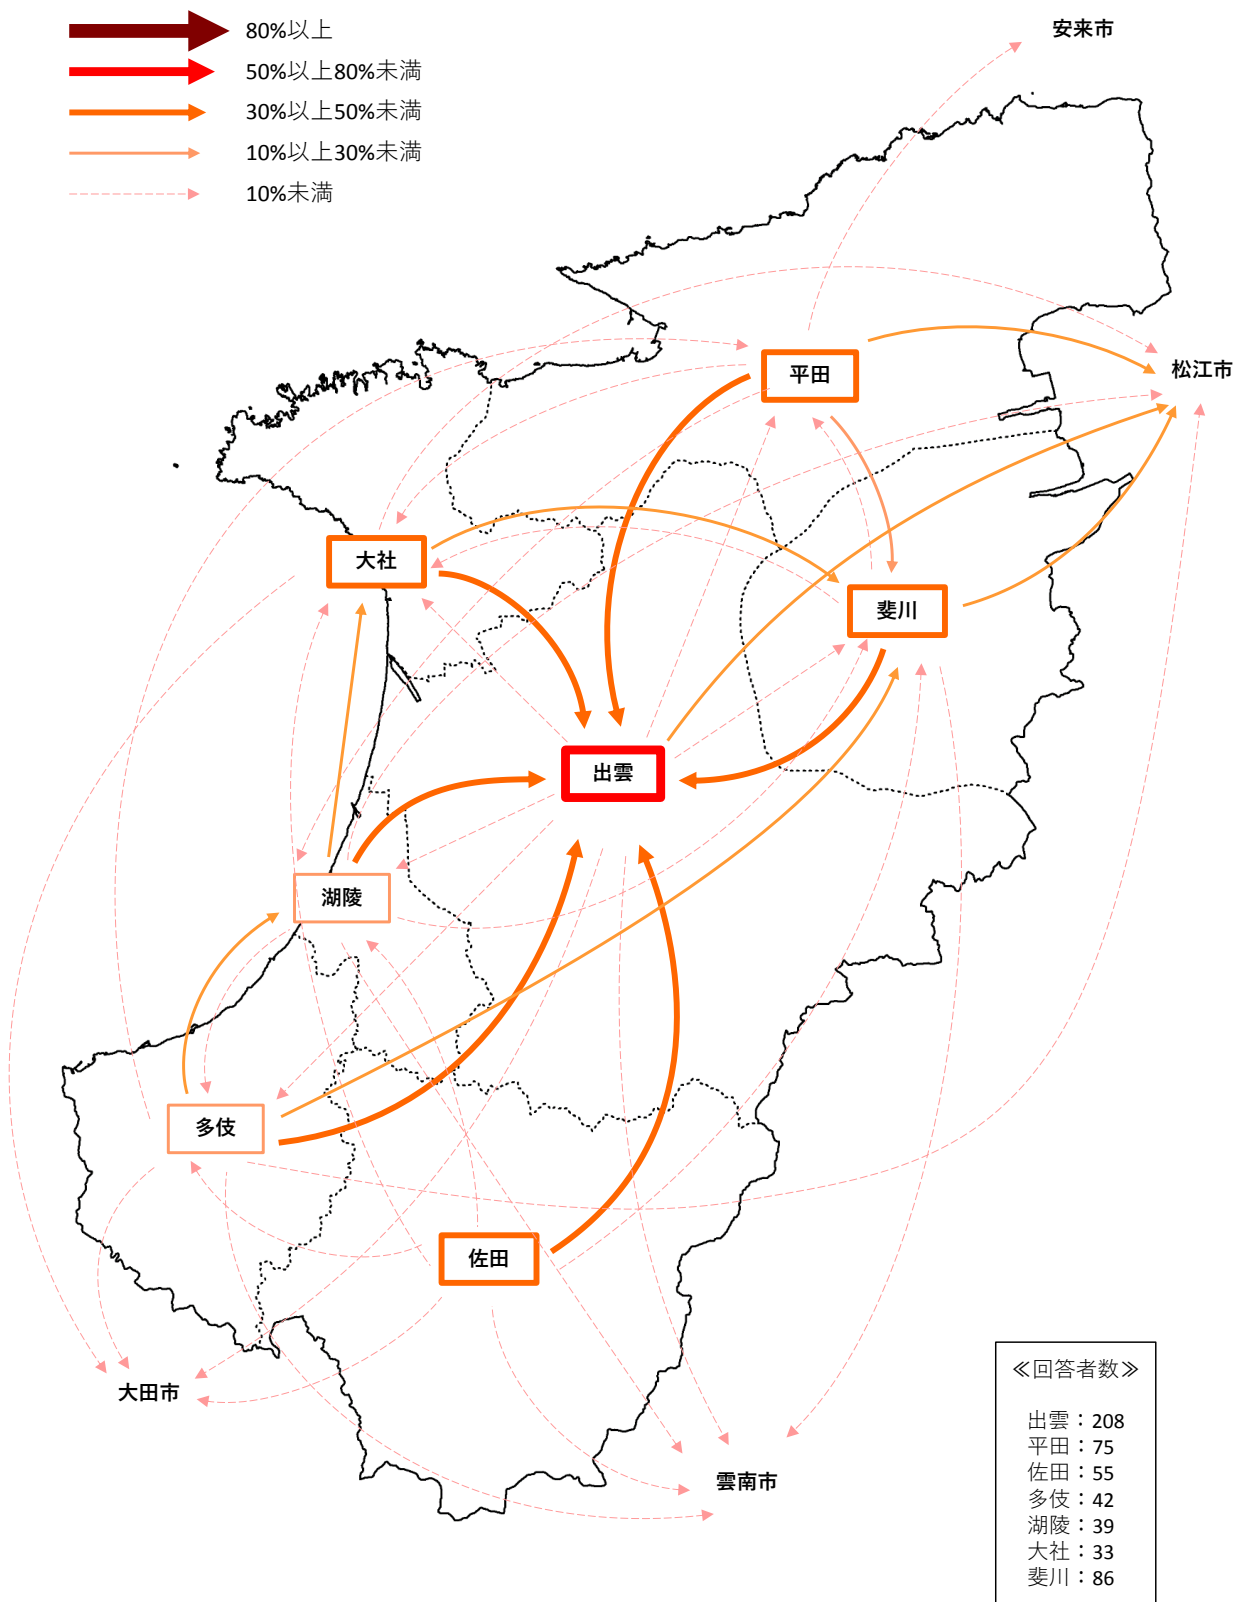 80%以上
50%以上80%未満
30%以上50%未満
10%以上30%未満
10%未満
安来市
松江市
平田
大社
斐川
出雲
湖陵
多伎
佐田
大田市
雲南市
≪回答者数≫
出雲：208
平田：75
佐田：55
多伎：42
湖陵：39
大社：33
斐川：86